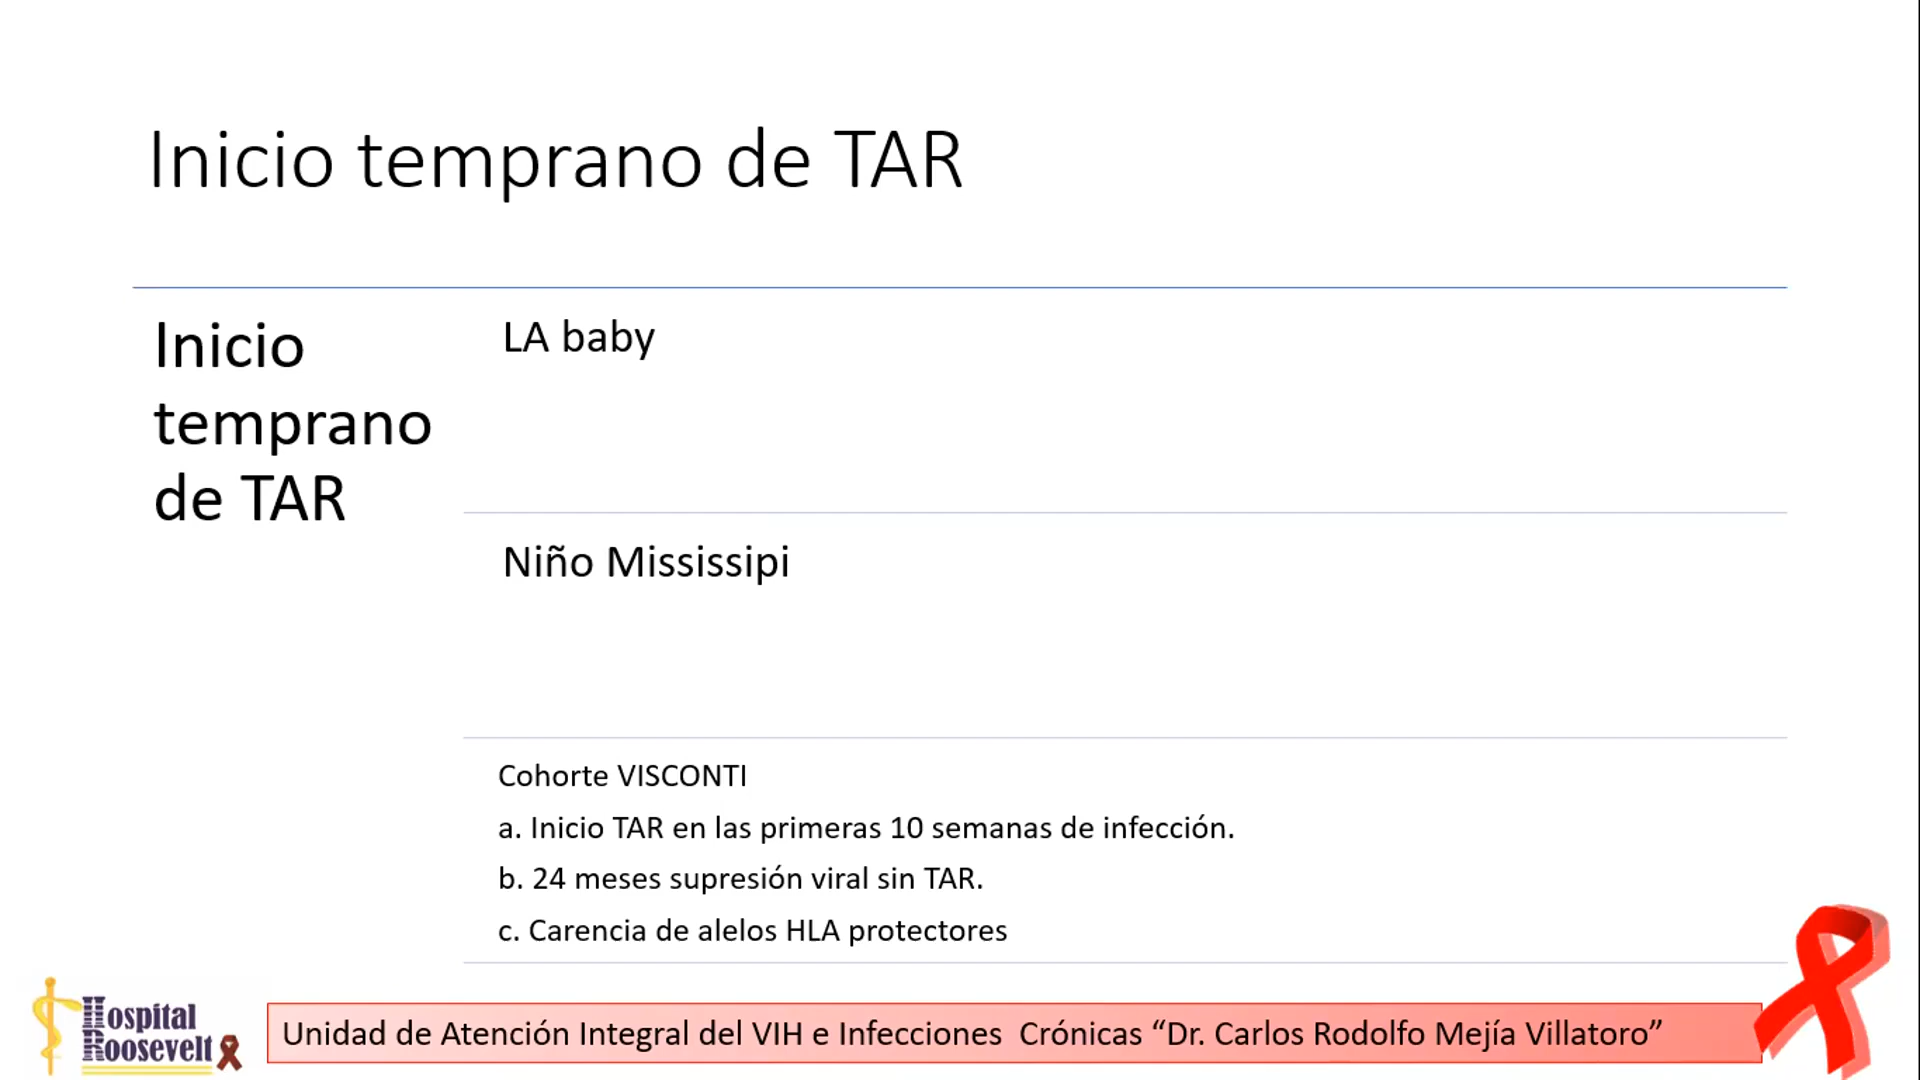 Inicio temprano de TAR
Inicio
temprano
de TAR
LA baby
Niño Mississipi
Cohorte VISCONTI
a. Inicio TAR en las primeras 10 semanas de infección.
b. 24 meses supresión viral sin TAR.
c. Carencia de alelos HLA protectores
Hospital
Roosevelt
Unidad de Atención Integral del VIH e Infecciones  Crónicas “Dr. Carlos Rodolfo Mejía Villatoro”